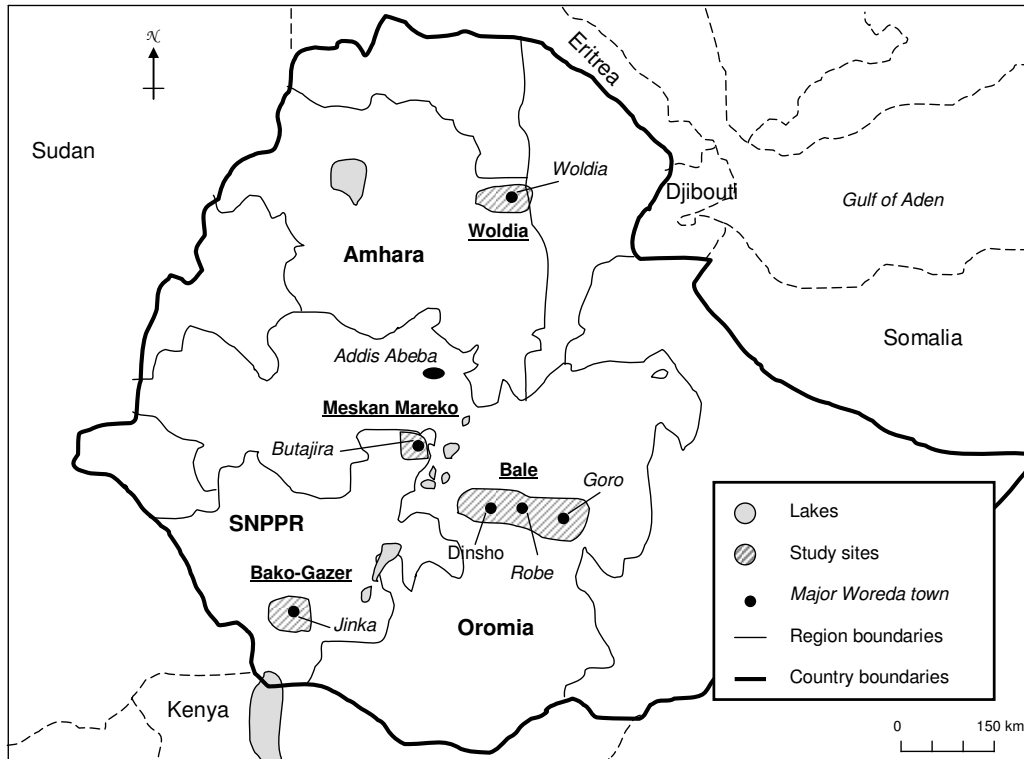 N
Eritrea
Sudan
Woldia
Djibouti
Gulf of Aden
Woldia
Amhara
Somalia
Addis Abeba
Meskan Mareko
Butajira
Bale
Goro
SNPPR
Dinsho
Robe
Bako-Gazer
Jinka
Oromia
Kenya
Lakes
Study sites
Major Woreda town
Region boundaries
Country boundaries
0 150 km